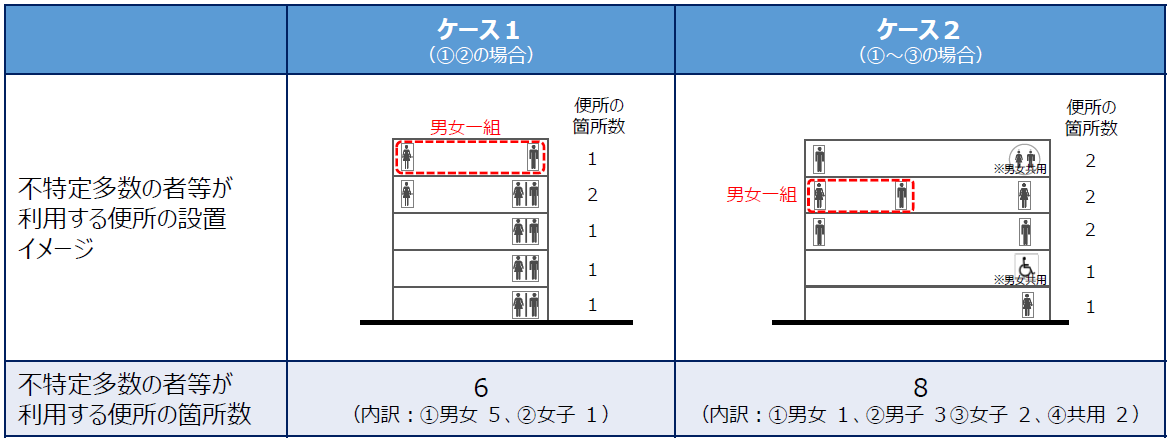 ケース１
（①②の場合）
ケース２
（①～③の場合）
不特定多数の者等が
利用する便所の設置
イメージ
男女一組
便所の
箇所数
1
2
1
1
1
男女一組
便所の
箇所数
※男女共用
2
2
2
※男女共用
1
1
不特定多数の者等が
利用する便所の箇所数
6
（内訳：①男女 5、②女子 1）
8
（内訳：①男女 1、②男子 3③女子 2、④共用 2）